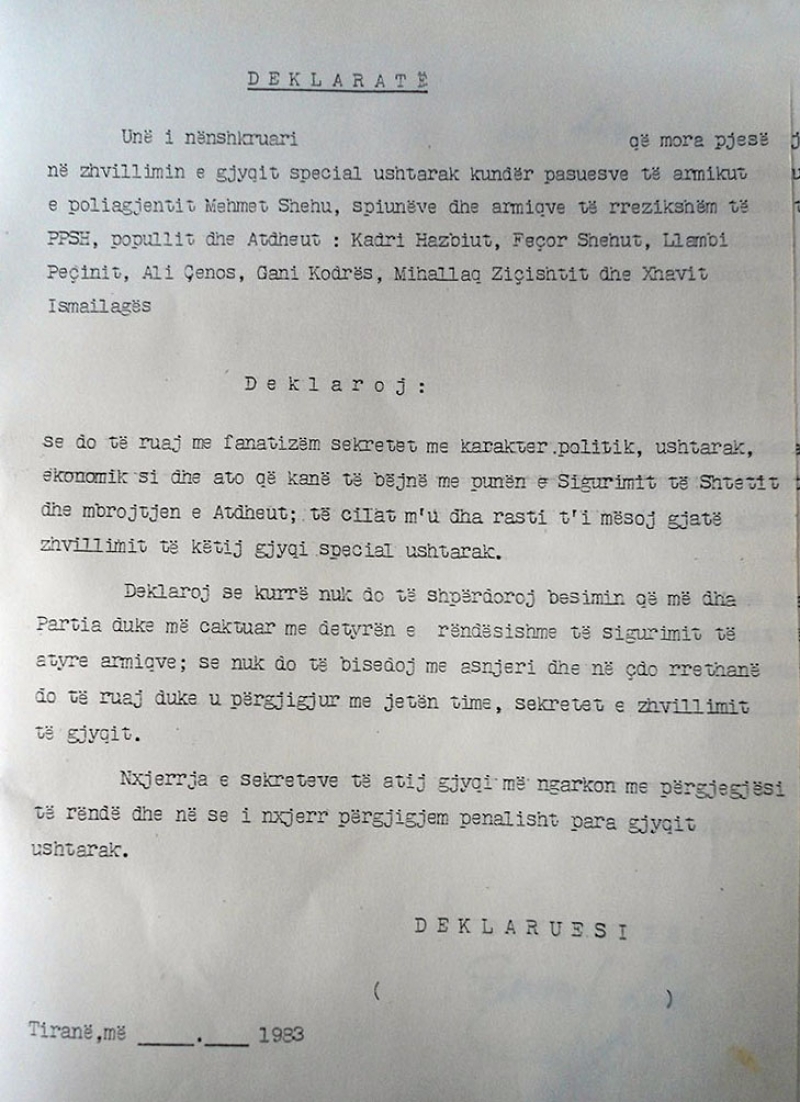 D E K L A R A T Ë
Unë i nënshkruari që mora pjesë
në zhvillimin e gjyqit special ushtarak kundër pasuesve të armikut
e poliagjentit Mehmet Shehu, spiunëve dhe armiqve të rrezikshëm të
PPSH, popullit dhe Atdheut : Kadri Hazbiut, Feçor Shehut, Llambi
Peçinit, Ali Çenos, Gani Kodrës, Mihallaq Ziçishtit dhe Xhavit
Ismailagës
D e k l a r o j :
se do të ruaj me fanatizëm sekretet me karakter politik, ushtarak,
ekonomik si dhe ato që kanë të bëjnë me punën e Sigurimit të Shtetit
dhe mbrojtjen e Atdheut; të cilat m'u dha rasti t'i mësoj gjatë
zhvillimit të këtij gjyqi special ushtarak.
Deklaroj se kurrë nuk do të shpërdoroj besimin që më dha
Partia duke më caktuar me detyrën e rëndësishme të sigurimit të
atyre armiqve; se nuk do të bisedoj me asnjeri dhe në çdo rrethanë
do të ruaj duke u përgjigjur me jetën time, sekretet e zhvillimit
të gjyqit.
Nxjerrja e sekreteve të atij gjyqi më ngarkon me përgjegjësi
të rëndë dhe në se i nxjerr përgjigjem penalisht para gjyqit
ushtarak.
D E K L A R U E S I
( )
Tiranë,më _____.____ 1983